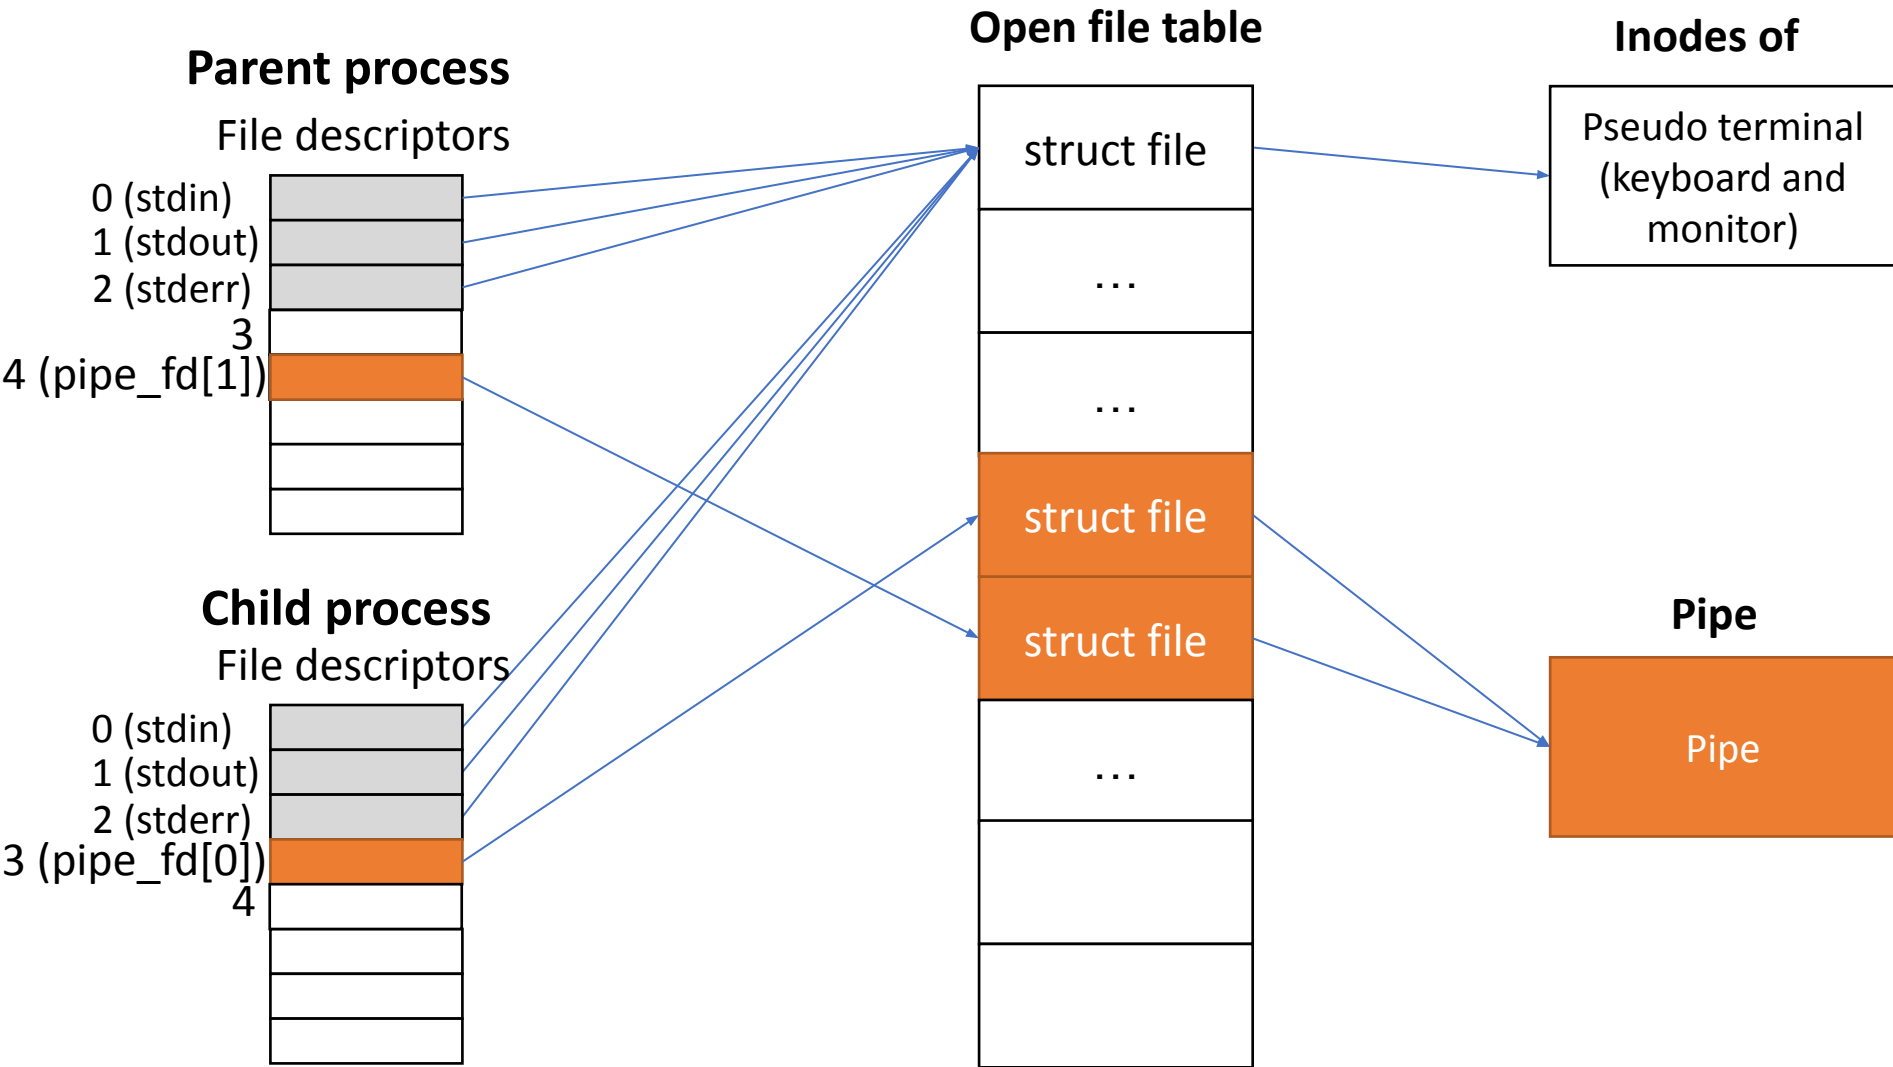 Parent process
File descriptors
0 (stdin)
1 (stdout)
2 (stderr)
3
4 (pipe_fd[1])
Child process
File descriptors
0 (stdin)
1 (stdout)
2 (stderr)
3 (pipe_fd[0])
4
Open file table
struct file
...
...
struct file
struct file
...
Inodes of
Pseudo terminal
(keyboard and
monitor)
Pipe
Pipe